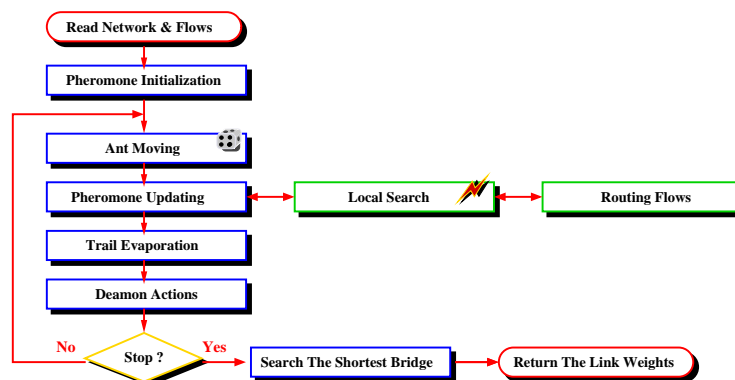 Read Network & Flows
Pheromone Initialization
Ant Moving
Pheromone Updating
Local Search
Routing Flows
Trail Evaporation
Deamon Actions
No
Stop ?
Yes
Search The Shortest Bridge
Return The Link Weights